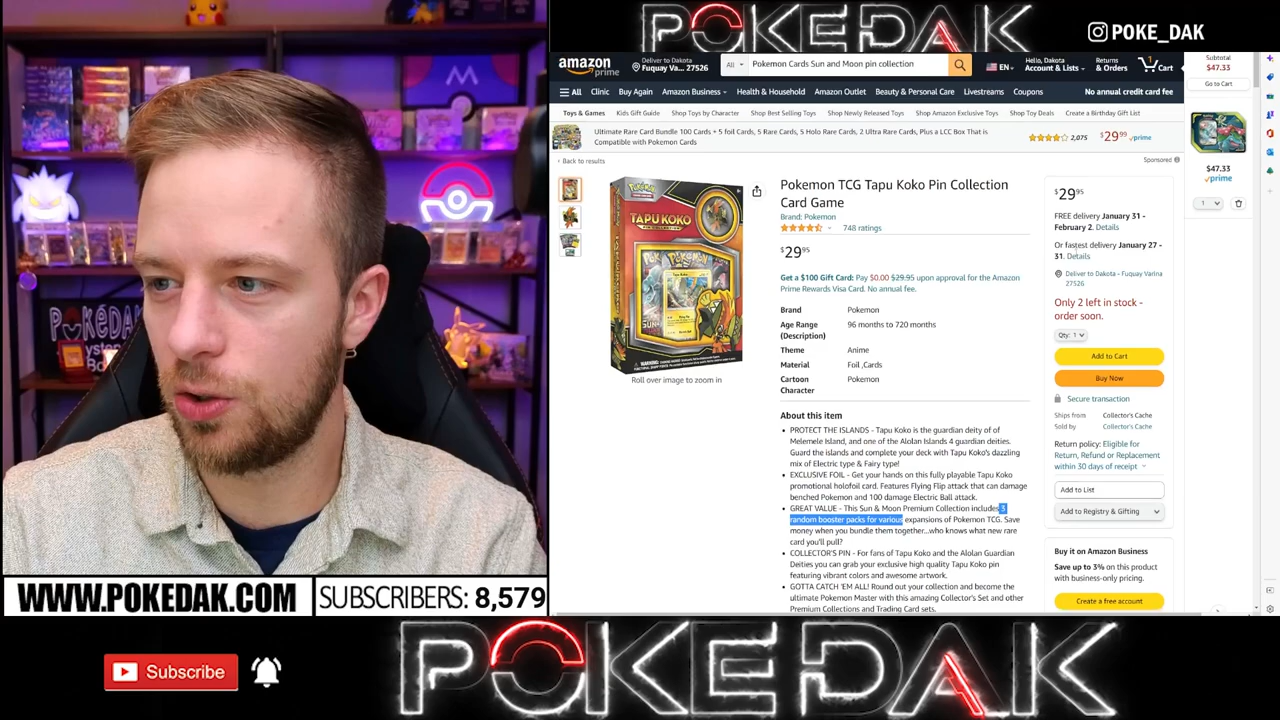 POKEDAK
POKE_DAK
amazon
prime
Deliver to Dakota
Fuquay Va... 27526
All
Pokemon Cards Sun and Moon pin collection
EN
Hello, Dakota
Account & Lists
Returns
& Orders
1
Cart
Subtotal
$47.33
Go to Cart
All
Clinic
Buy Again
Amazon Business
Health & Household
Amazon Outlet
Beauty & Personal Care
Livestreams
Coupons
No annual credit card fee
Toys & Games
Kids Gift Guide
Shop Toys by Character
Shop Best Selling Toys
Shop Newly Released Toys
Shop Amazon Exclusive Toys
Shop Toy Deals
Create a Birthday Gift List
Ultimate Rare Card Bundle 100 Cards + 5 foil Cards, 5 Rare Cards, 5 Holo Rare Cards, 2 Ultra Rare Cards, Plus a LCC Box That is
Compatible with Pokemon Cards
2,075
$29.99
prime
‹ Back to results
Sponsored
$47.33
prime
1
Pokémon
TAPU KOKO
PIN COLLECTION
WARNING:
Roll over image to zoom in
Pokemon TCG Tapu Koko Pin Collection
Card Game
Brand: Pokemon
748 ratings
$29.95
Get a $100 Gift Card: Pay $0.00 $29.95 upon approval for the Amazon
Prime Rewards Visa Card. No annual fee.
Brand Pokemon
Age Range 96 months to 720 months
(Description)
Theme Anime
Material Foil ,Cards
Cartoon Pokemon
Character
About this item
• PROTECT THE ISLANDS - Tapu Koko is the guardian deity of of
Melemele Island, and one of the Alolan Islands 4 guardian deities.
Guard the islands and complete your deck with Tapu Koko's dazzling
mix of Electric type & Fairy type!
• EXCLUSIVE FOIL - Get your hands on this fully playable Tapu Koko
promotional holofoil card. Features Flying Flip attack that can damage
benched Pokemon and 100 damage Electric Ball attack.
• GREAT VALUE - This Sun & Moon Premium Collection includes 3
random booster packs for various expansions of Pokemon TCG. Save
money when you bundle them together...who knows what new rare
card you'll pull?
• COLLECTOR'S PIN - For fans of Tapu Koko and the Alolan Guardian
Deities you can grab your exclusive high quality Tapu Koko pin
featuring vibrant colors and awesome artwork.
• GOTTA CATCH 'EM ALL! Round out your collection and become the
ultimate Pokemon Master with this amazing Collector's Set and other
Premium Collections and Trading Card sets.
$29.95
FREE delivery January 31 -
February 2. Details
Or fastest delivery January 27 -
31. Details
Deliver to Dakota - Fuquay Varina
27526
Only 2 left in stock -
order soon.
Qty: 1
Add to Cart
Buy Now
Secure transaction
Ships from Collector's Cache
Sold by Collector's Cache
Return policy: Eligible for
Return, Refund or Replacement
within 30 days of receipt
Add to List
Add to Registry & Gifting
Buy it on Amazon Business
Save up to 3% on this product
with business-only pricing.
Create a free account
POKÉDAK
WWW.POKEDAK.COM
SUBSCRIBERS: 8,579
Subscribe
POKEDAK